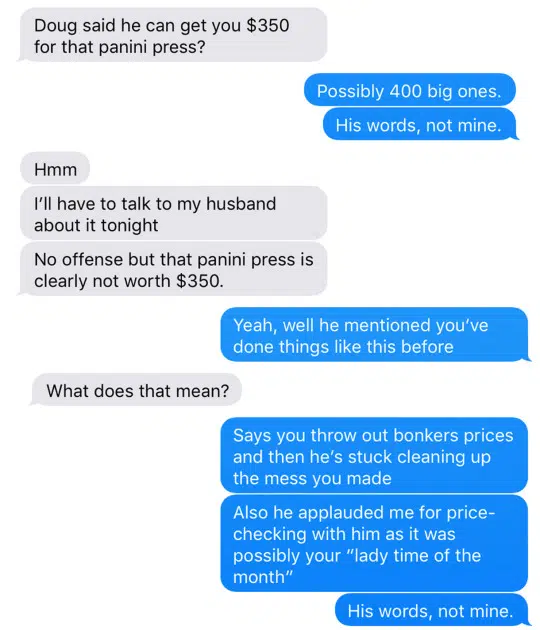 Doug said he can get you $350
for that panini press?
Possibly 400 big ones.
His words, not mine.
Hmm
I’ll have to talk to my husband
about it tonight
No offense but that panini press is
clearly not worth $350.
Yeah, well he mentioned you’ve
done things like this before
What does that mean?
Says you throw out bonkers prices
and then he’s stuck cleaning up
the mess you made
Also he applauded me for price-
checking with him as it was
possibly your “lady time of the
month”
His words, not mine.